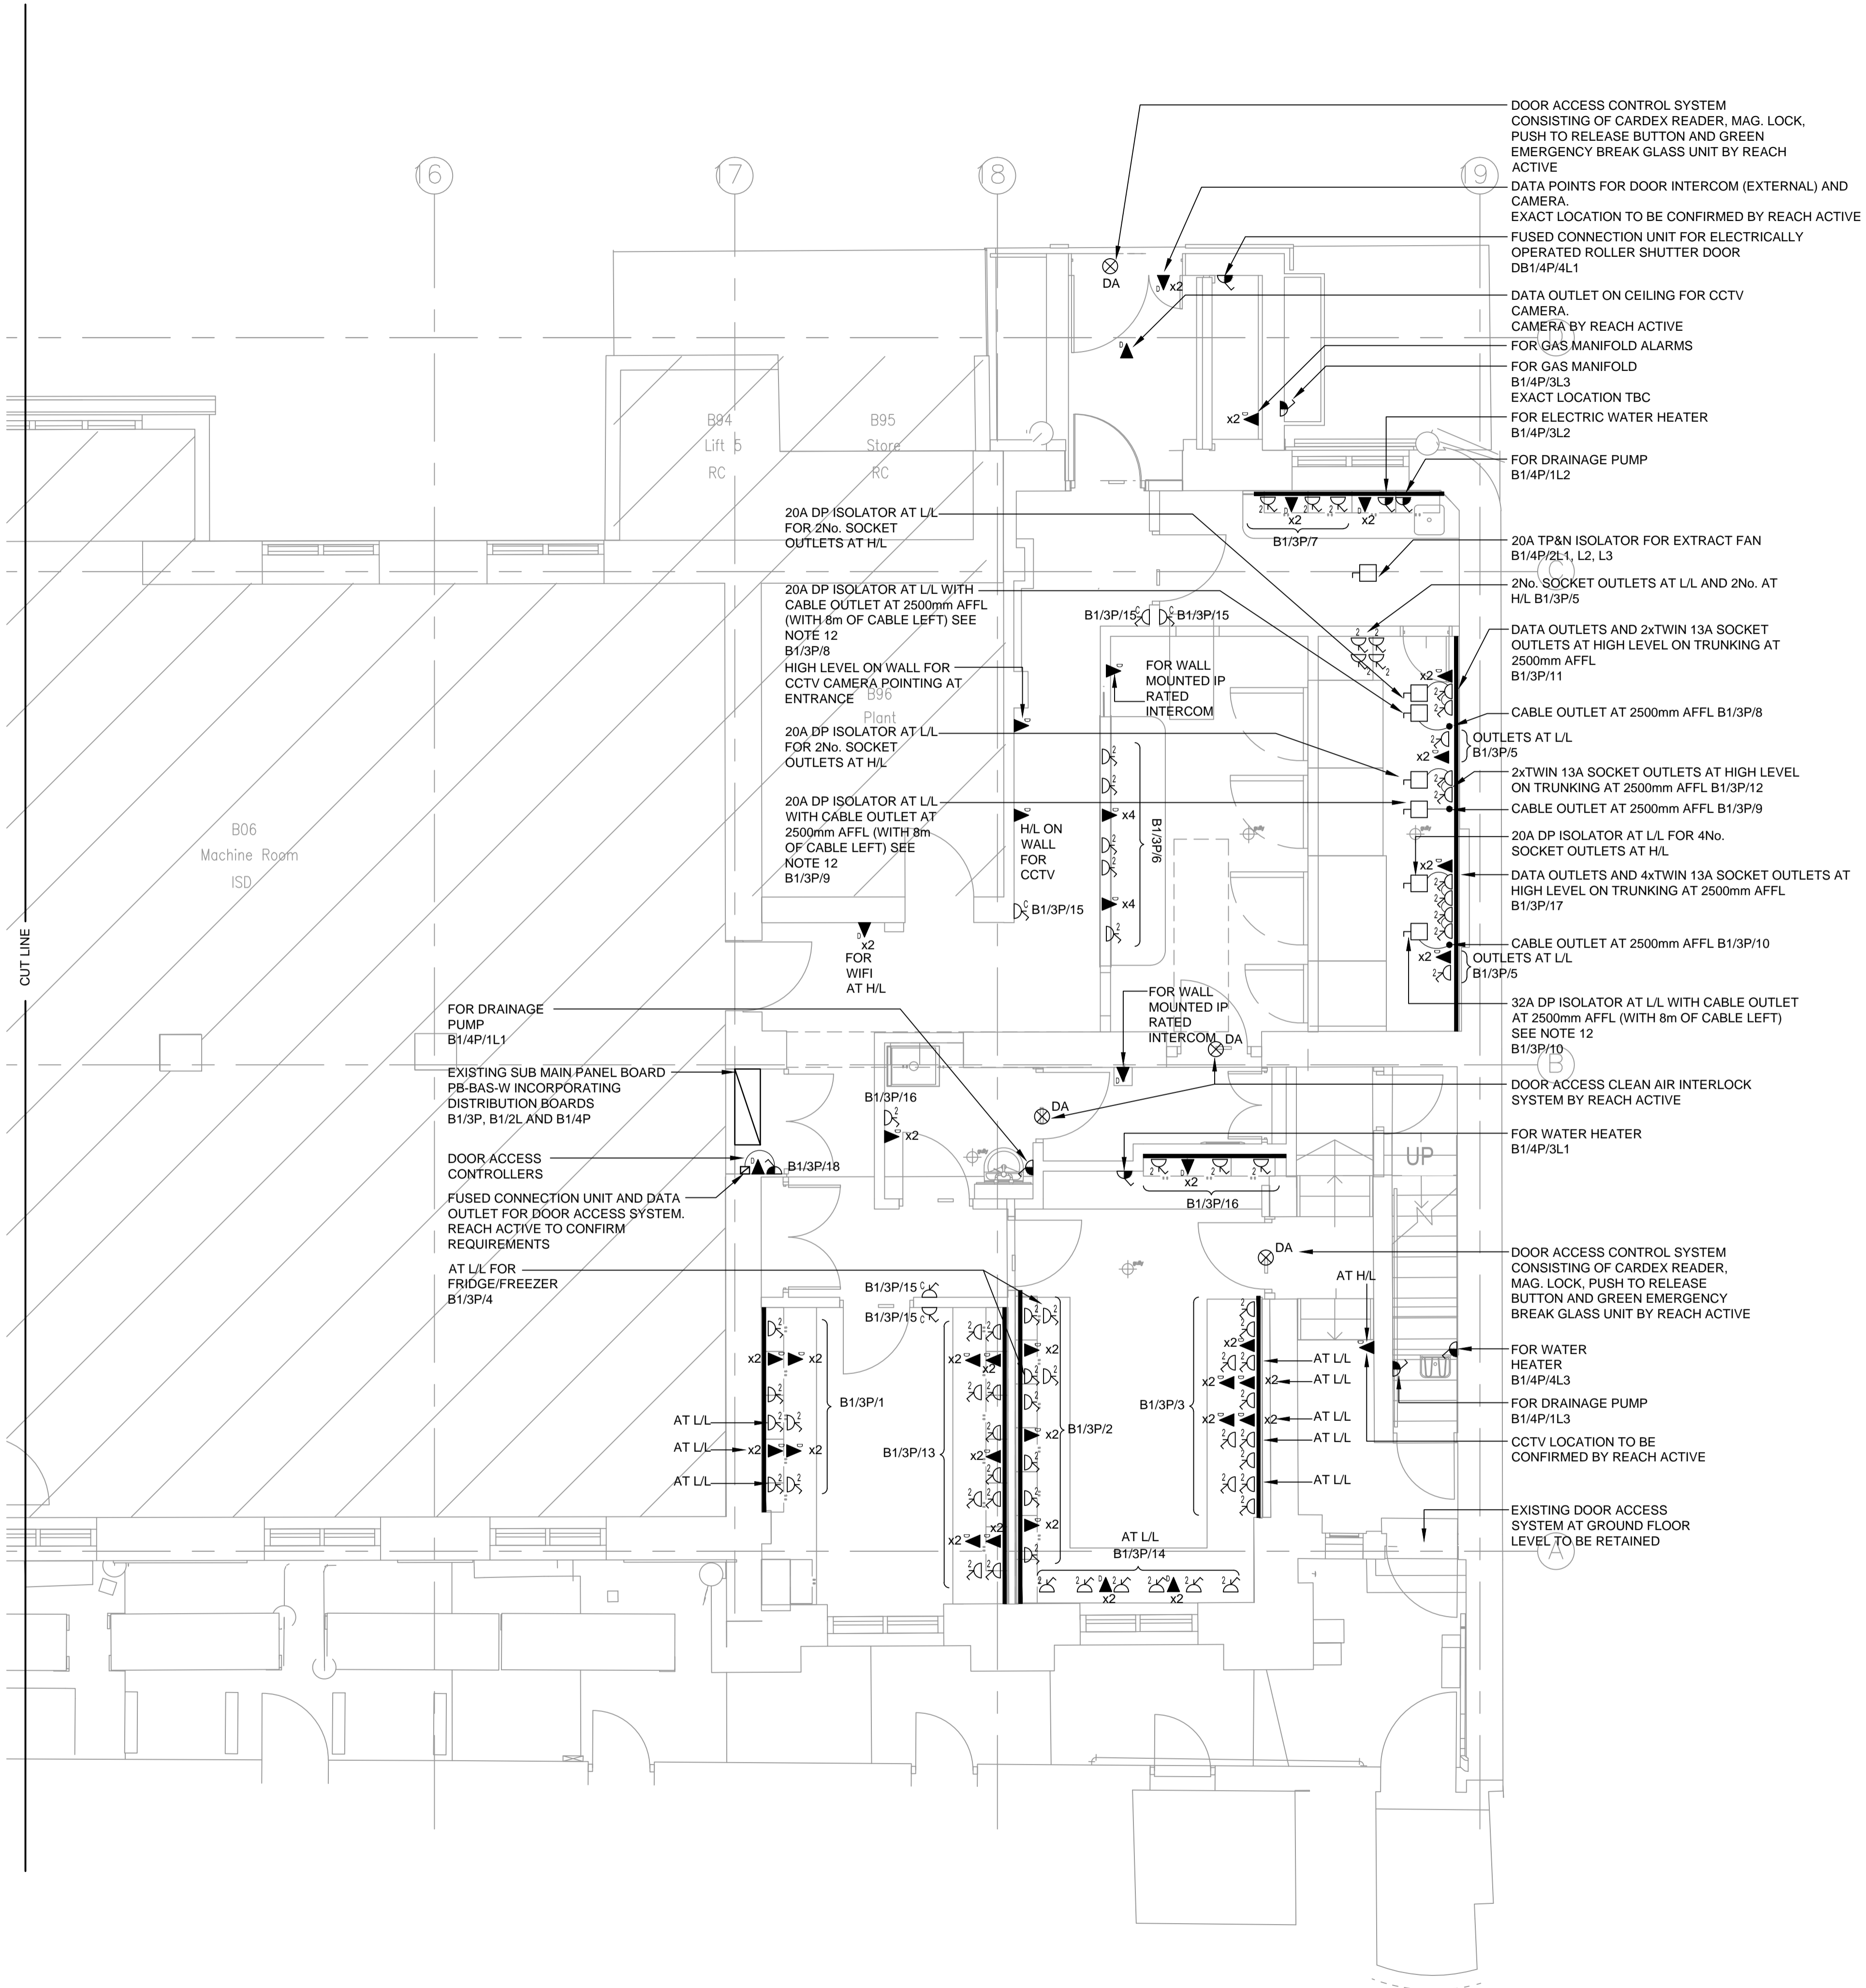 DOOR ACCESS CONTROL SYSTEM
CONSISTING OF CARDEX READER, MAG. LOCK,
PUSH TO RELEASE BUTTON AND GREEN
EMERGENCY BREAK GLASS UNIT BY REACH
ACTIVE
DATA POINTS FOR DOOR INTERCOM (EXTERNAL) AND
CAMERA.
EXACT LOCATION TO BE CONFIRMED BY REACH ACTIVE
FUSED CONNECTION UNIT FOR ELECTRICALLY
OPERATED ROLLER SHUTTER DOOR
DB1/4P/4L1
DATA OUTLET ON CEILING FOR CCTV
CAMERA.
CAMERA BY REACH ACTIVE
FOR GAS MANIFOLD ALARMS
FOR GAS MANIFOLD
B1/4P/3L3
EXACT LOCATION TBC
FOR ELECTRIC WATER HEATER
B1/4P/3L2
FOR DRAINAGE PUMP
B1/4P/1L2
20A TP&N ISOLATOR FOR EXTRACT FAN
B1/4P/2L1, L2, L3
2No. SOCKET OUTLETS AT L/L AND 2No. AT
H/L B1/3P/5
DATA OUTLETS AND 2xTWIN 13A SOCKET
OUTLETS AT HIGH LEVEL ON TRUNKING AT
2500mm AFFL
B1/3P/11
CABLE OUTLET AT 2500mm AFFL B1/3P/8
OUTLETS AT L/L
B1/3P/5
2xTWIN 13A SOCKET OUTLETS AT HIGH LEVEL
ON TRUNKING AT 2500mm AFFL B1/3P/12
CABLE OUTLET AT 2500mm AFFL B1/3P/9
20A DP ISOLATOR AT L/L FOR 4No.
SOCKET OUTLETS AT H/L
DATA OUTLETS AND 4xTWIN 13A SOCKET OUTLETS AT
HIGH LEVEL ON TRUNKING AT 2500mm AFFL
B1/3P/17
CABLE OUTLET AT 2500mm AFFL B1/3P/10
OUTLETS AT L/L
B1/3P/5
32A DP ISOLATOR AT L/L WITH CABLE OUTLET
AT 2500mm AFFL (WITH 8m OF CABLE LEFT)
SEE NOTE 12
B1/3P/10
DOOR ACCESS CLEAN AIR INTERLOCK
SYSTEM BY REACH ACTIVE
FOR WATER HEATER
B1/4P/3L1
DOOR ACCESS CONTROL SYSTEM
CONSISTING OF CARDEX READER,
MAG. LOCK, PUSH TO RELEASE
BUTTON AND GREEN EMERGENCY
BREAK GLASS UNIT BY REACH ACTIVE
FOR WATER
HEATER
B1/4P/4L3
FOR DRAINAGE PUMP
B1/4P/1L3
CCTV LOCATION TO BE
CONFIRMED BY REACH ACTIVE
EXISTING DOOR ACCESS
SYSTEM AT GROUND FLOOR
LEVEL TO BE RETAINED
16
17
18
19
C
B
A
CUT LINE
B94
Lift 5
RC
B95
Store
RC
B96
Plant
B06
Machine Room
ISD
20A DP ISOLATOR AT L/L
FOR 2No. SOCKET
OUTLETS AT H/L
20A DP ISOLATOR AT L/L WITH
CABLE OUTLET AT 2500mm AFFL
(WITH 8m OF CABLE LEFT) SEE
NOTE 12
B1/3P/8
HIGH LEVEL ON WALL FOR
CCTV CAMERA POINTING AT
ENTRANCE
20A DP ISOLATOR AT L/L
FOR 2No. SOCKET
OUTLETS AT H/L
20A DP ISOLATOR AT L/L
WITH CABLE OUTLET AT
2500mm AFFL (WITH 8m
OF CABLE LEFT) SEE
NOTE 12
B1/3P/9
DA
x2
x2
x2
x2
B1/3P/7
B1/3P/15
B1/3P/15
FOR WALL
MOUNTED IP
RATED
INTERCOM
H/L ON
WALL
FOR
CCTV
B1/3P/15
x4
x4
B1/3P/6
x2
x2
x2
x2
x2
FOR
WIFI
AT H/L
FOR WALL
MOUNTED IP
RATED
INTERCOM
DA
DA
FOR DRAINAGE
PUMP
B1/4P/1L1
EXISTING SUB MAIN PANEL BOARD
PB-BAS-W INCORPORATING
DISTRIBUTION BOARDS
B1/3P, B1/2L AND B1/4P
DOOR ACCESS
CONTROLLERS
FUSED CONNECTION UNIT AND DATA
OUTLET FOR DOOR ACCESS SYSTEM.
REACH ACTIVE TO CONFIRM
REQUIREMENTS
AT L/L FOR
FRIDGE/FREEZER
B1/3P/4
B1/3P/16
x2
B1/3P/18
x2
B1/3P/16
UP
DA
AT H/L
B1/3P/15
B1/3P/15
x2
x2
B1/3P/1
AT L/L
AT L/L
x2
x2
AT L/L
x2
x2
B1/3P/13
x2
x2
x2
x2
x2
B1/3P/2
x2
B1/3P/3
x2
AT L/L
x2
x2
AT L/L
x2
x2
AT L/L
AT L/L
AT L/L
AT L/L
B1/3P/14
x2
x2